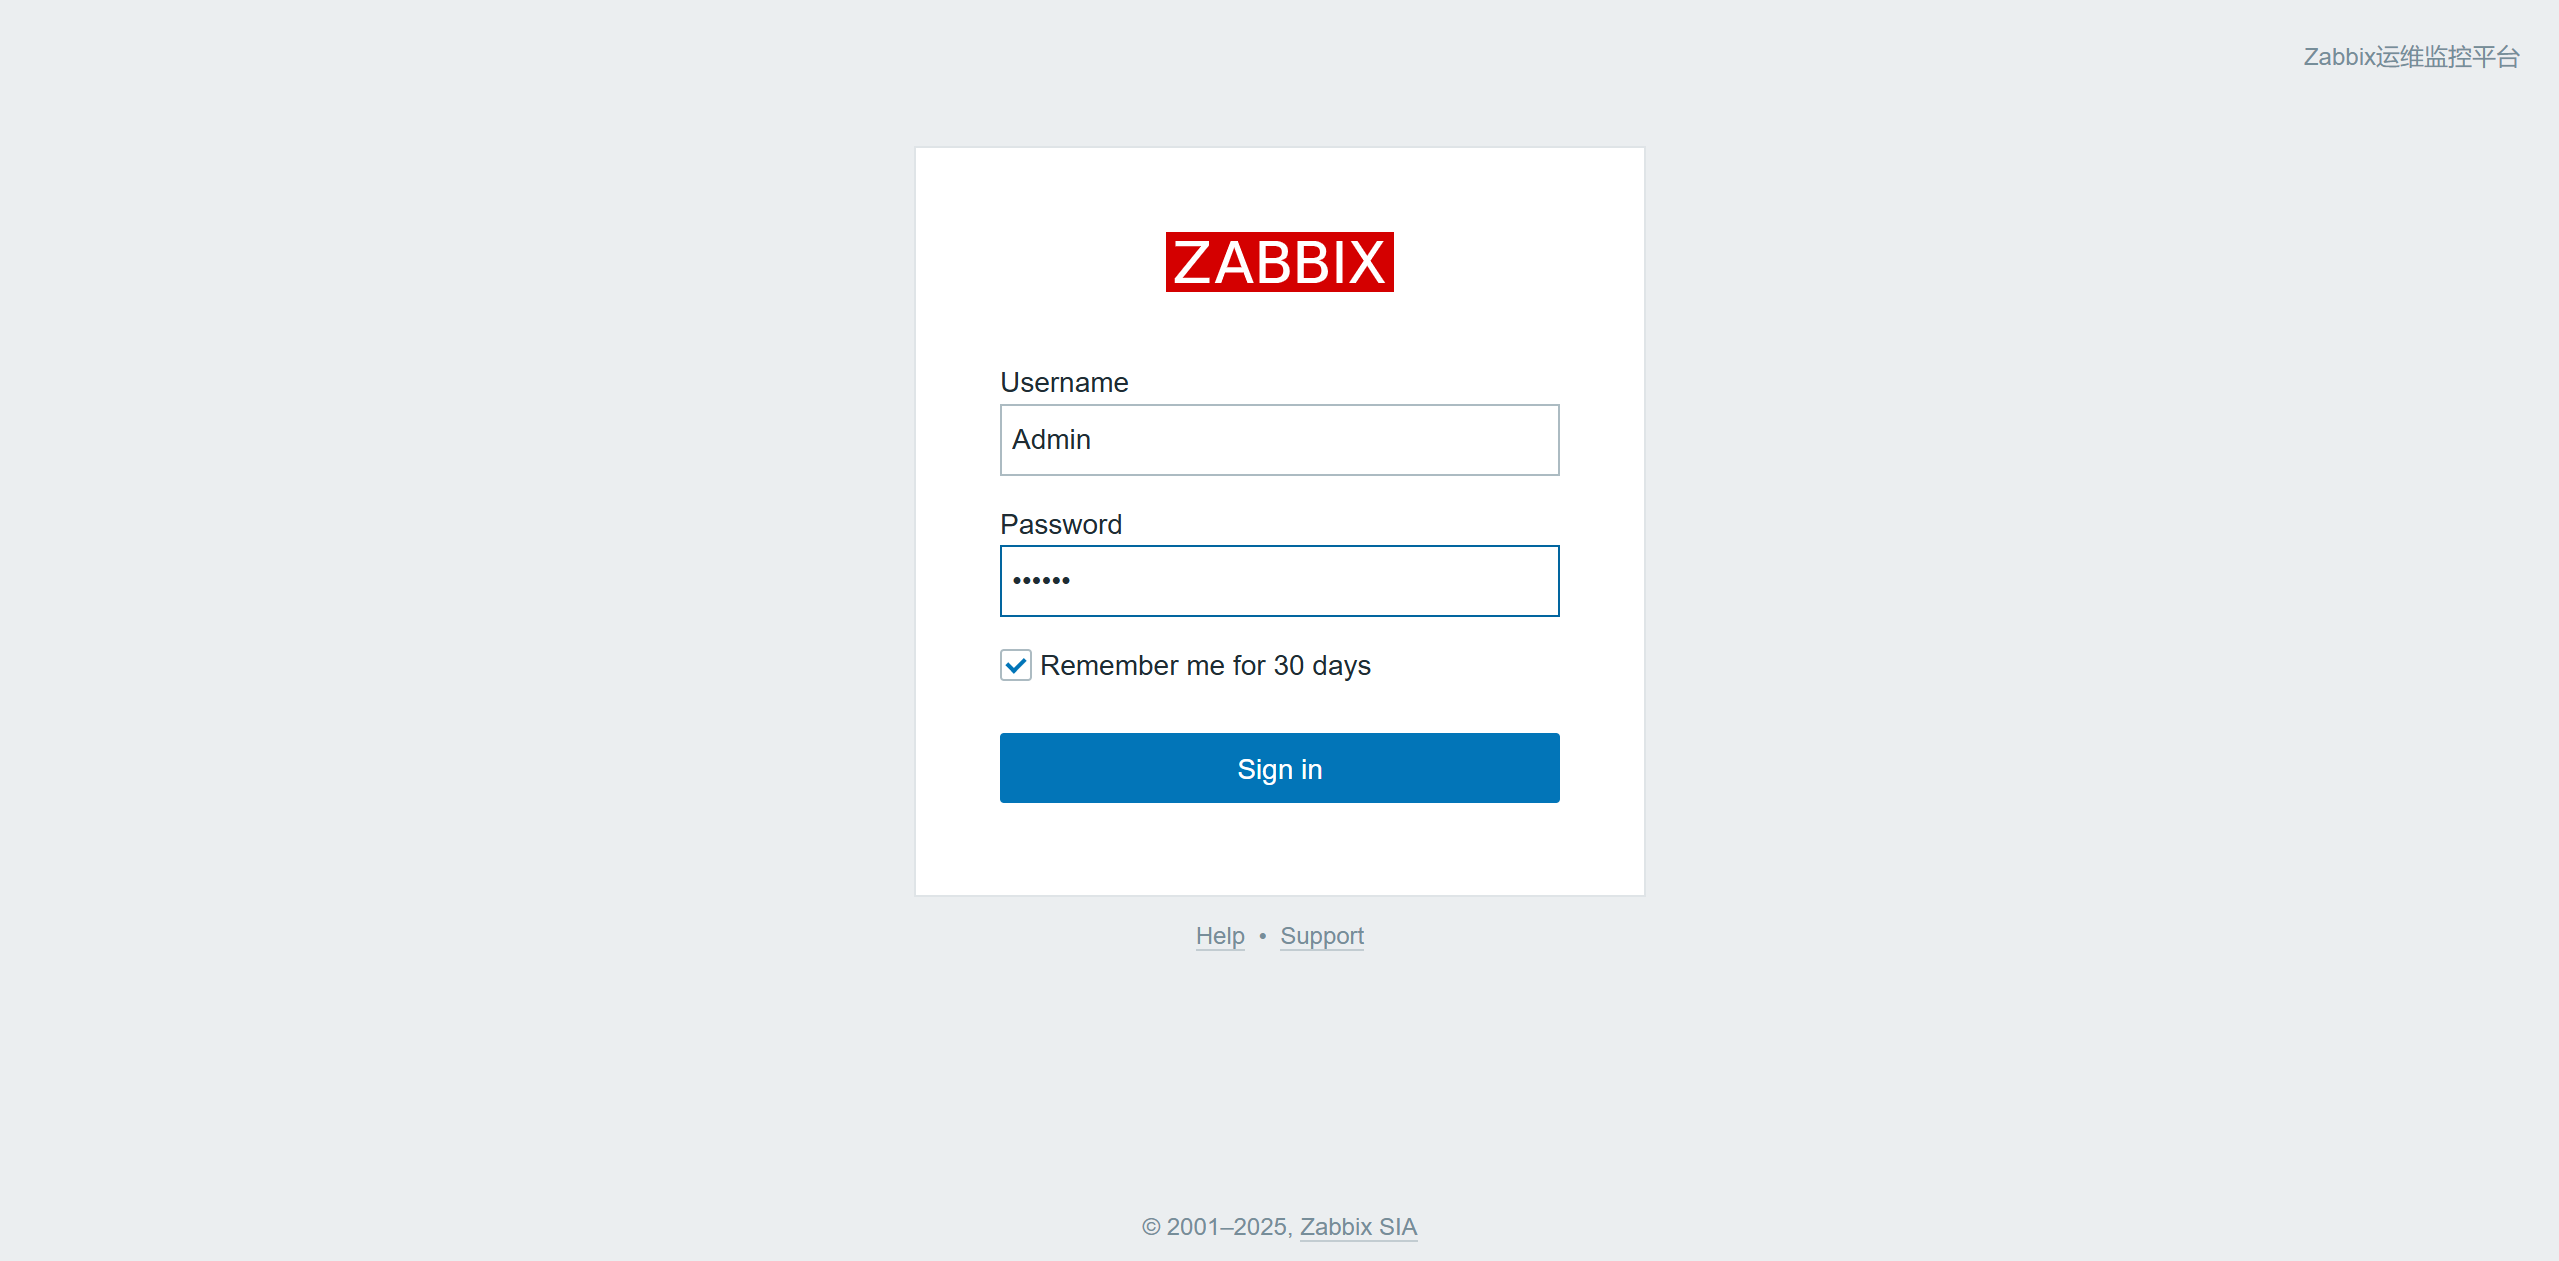 Zabbix运维监控平台
ZABBIX
Username
Admin
Password
••••••
Remember me for 30 days
Sign in
Help • Support
© 2001–2025, Zabbix SIA